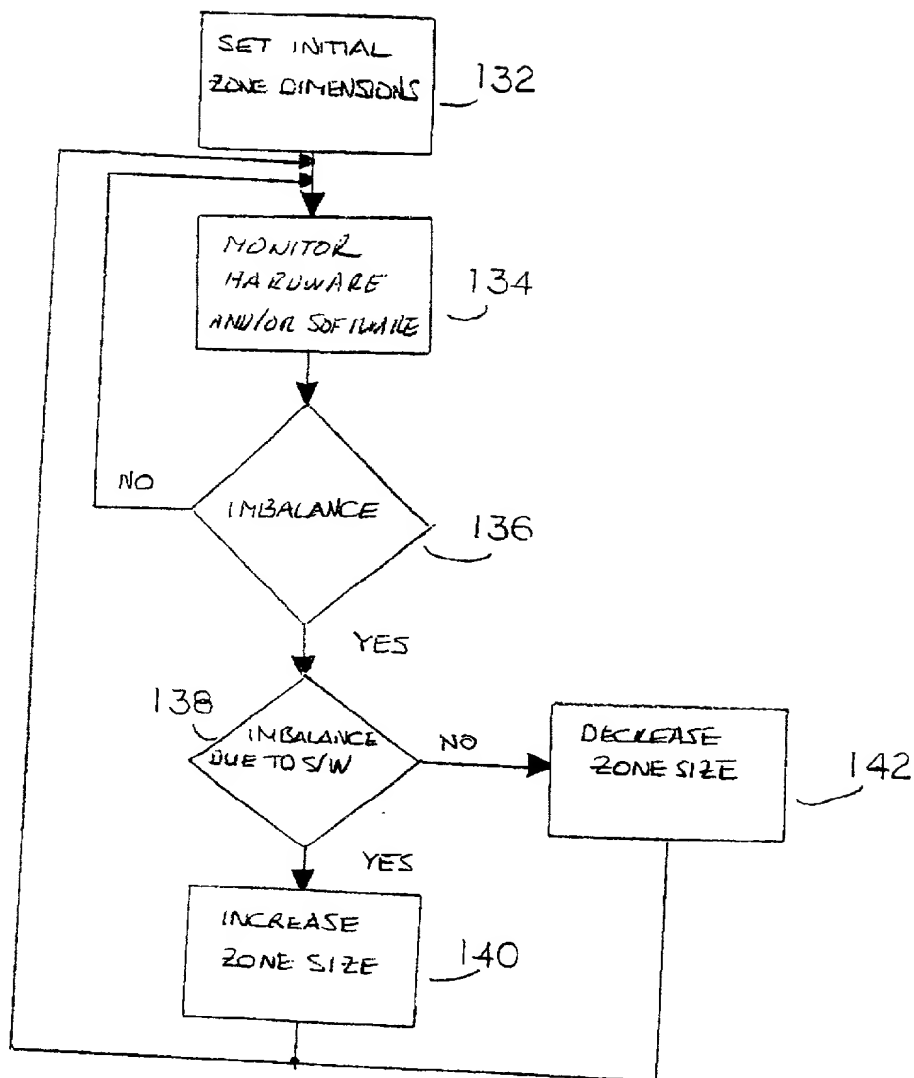 SET INITIAL
ZONE DIMENSIONS
132
MONITOR
HARDWARE
AND/OR SOFTWARE
134
NO
IMBALANCE
136
YES
138
IMBALANCE
DUE TO S/W
NO
DECREASE
ZONE SIZE
142
YES
INCREASE
ZONE SIZE
140